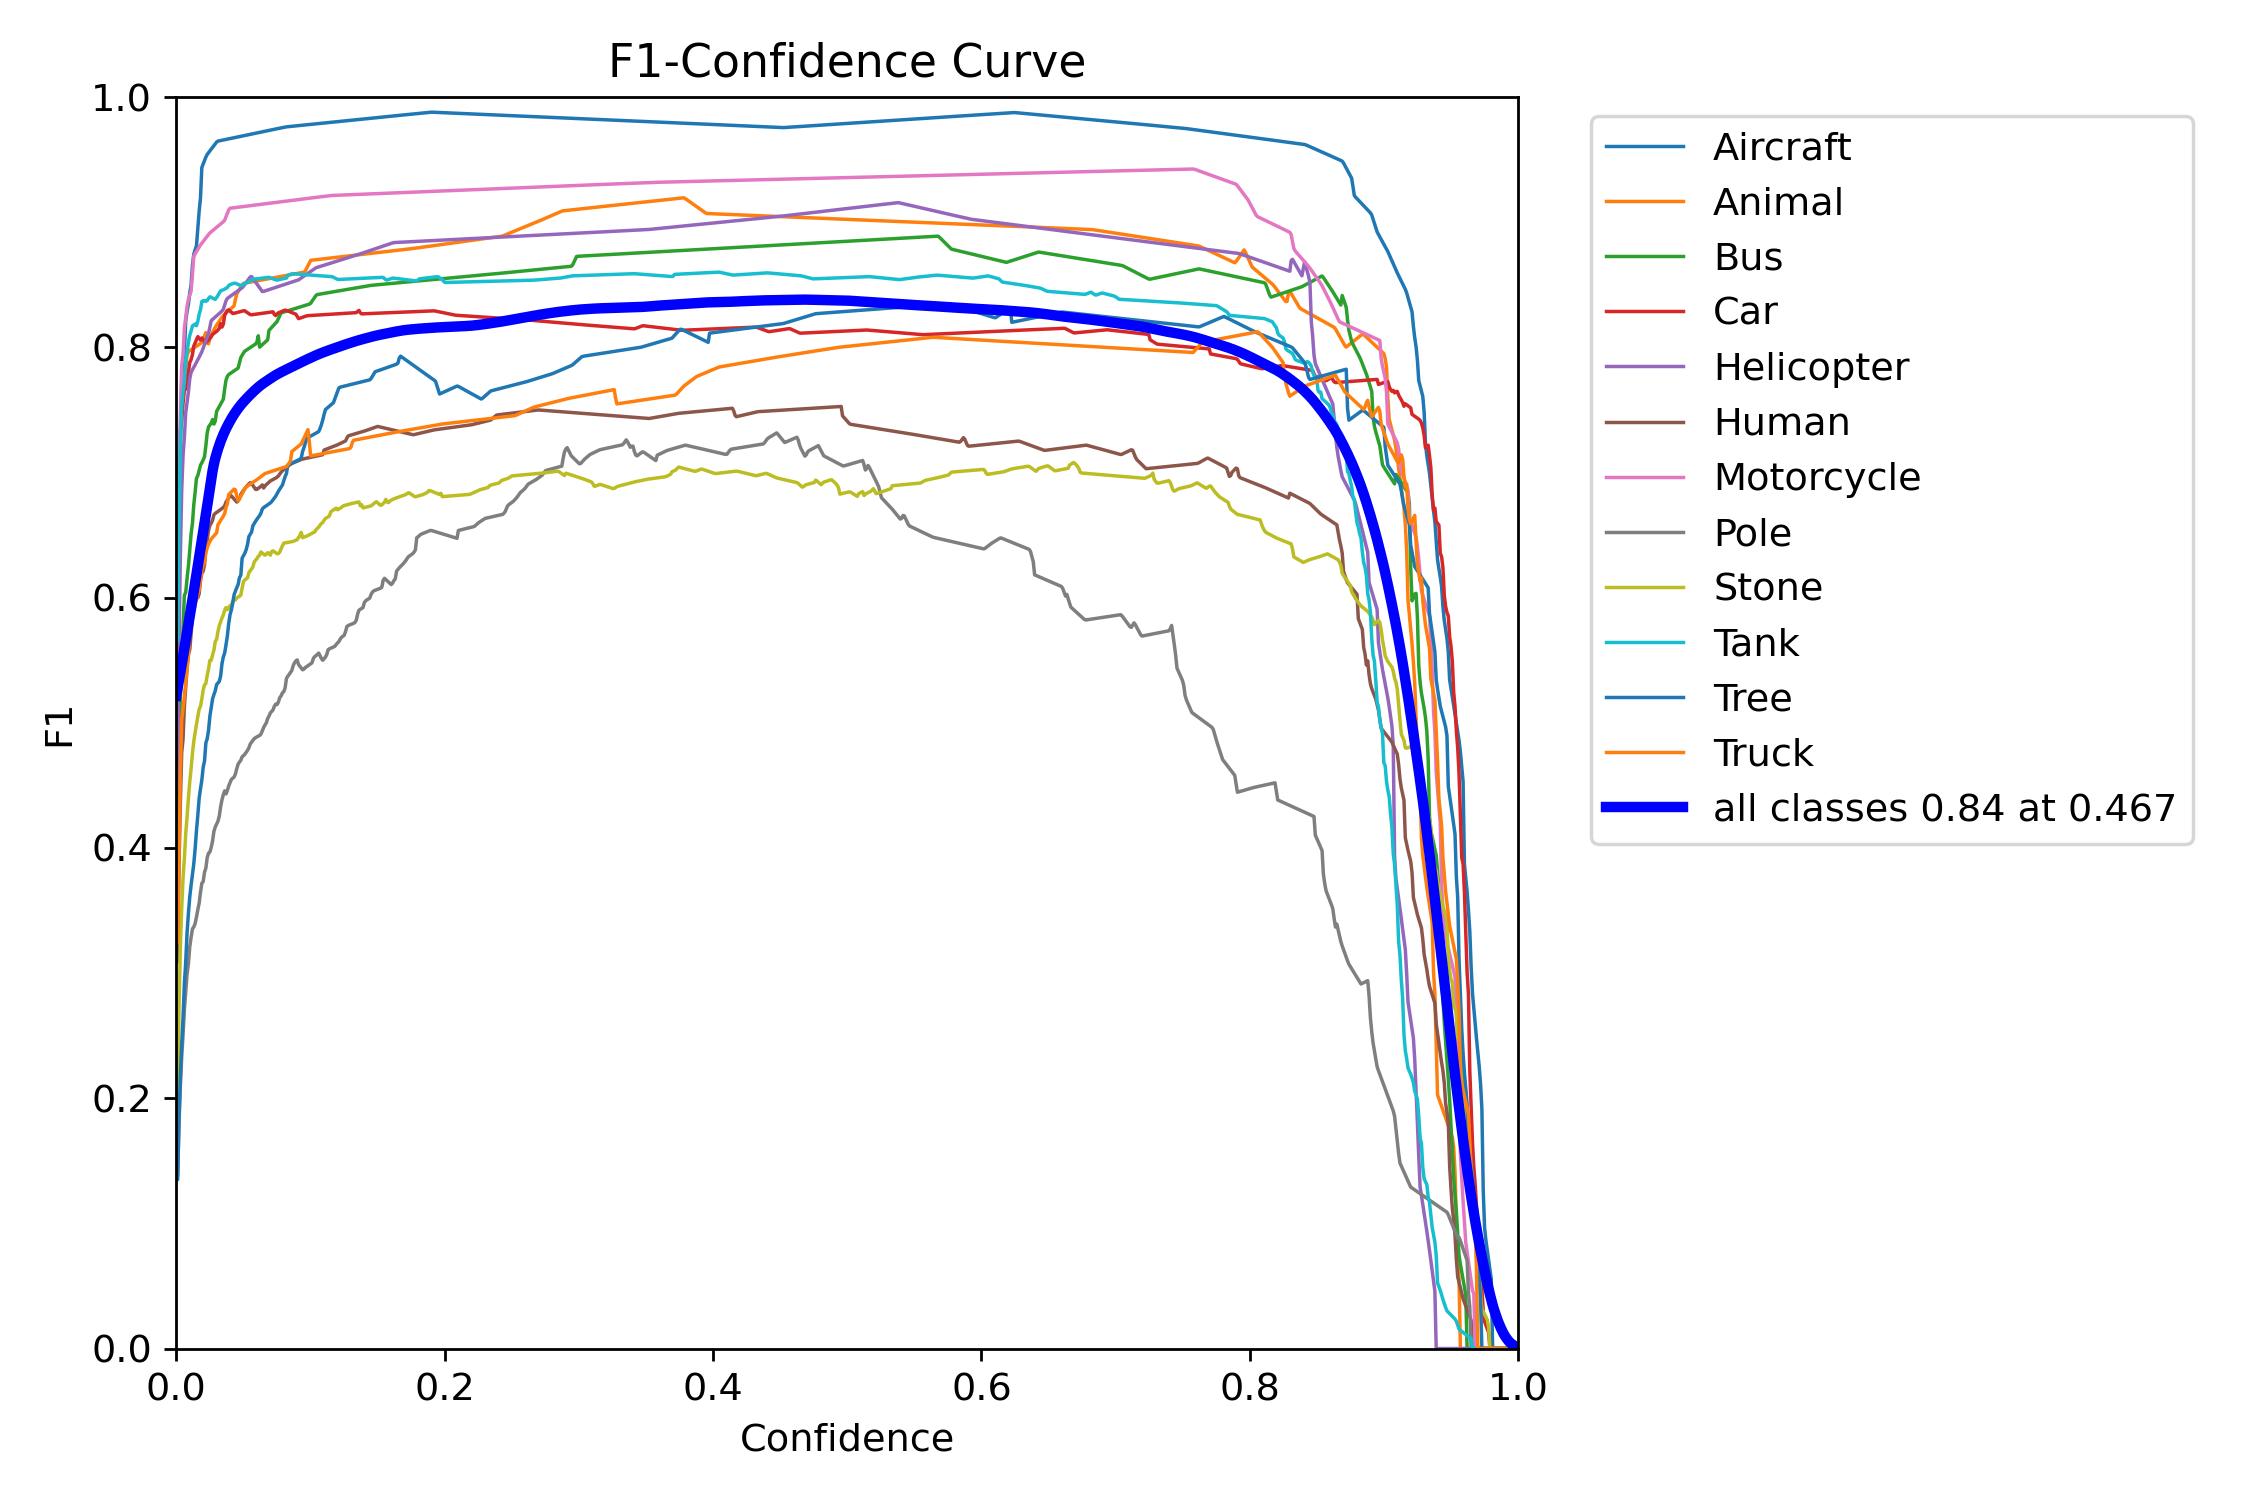 F1-Confidence Curve
1.0
0.8
0.6
0.4
0.2
0.0
F1
0.0 0.2 0.4 0.6 0.8 1.0
Confidence
Aircraft
Animal
Bus
Car
Helicopter
Human
Motorcycle
Pole
Stone
Tank
Tree
Truck
all classes 0.84 at 0.467